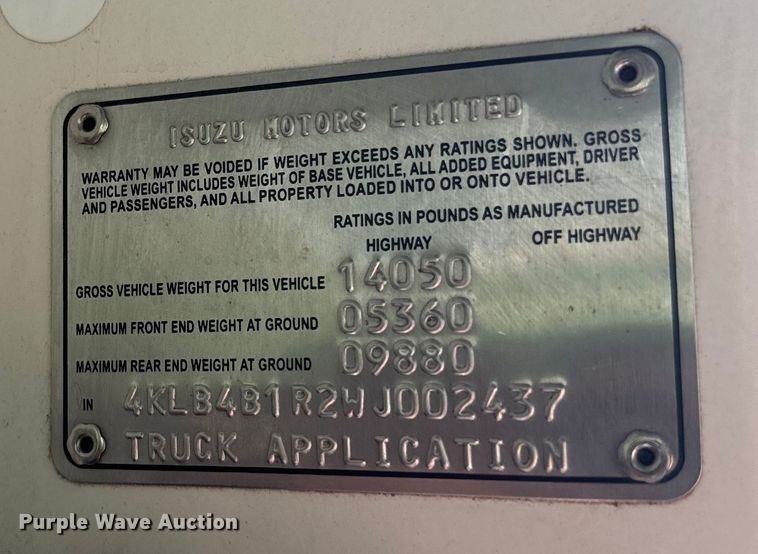 ISUZU MOTORS LIMITED
WARRANTY MAY BE VOIDED IF WEIGHT EXCEEDS ANY RATINGS SHOWN. GROSS
VEHICLE WEIGHT INCLUDES WEIGHT OF BASE VEHICLE, ALL ADDED EQUIPMENT, DRIVER
AND PASSENGERS, AND ALL PROPERTY LOADED INTO OR ONTO VEHICLE.
RATINGS IN POUNDS AS MANUFACTURED
HIGHWAY OFF HIGHWAY
GROSS VEHICLE WEIGHT FOR THIS VEHICLE 14050
MAXIMUM FRONT END WEIGHT AT GROUND 05360
MAXIMUM REAR END WEIGHT AT GROUND 09880
IN 4KLB4B1R2WJ002437
TRUCK APPLICATION
Purple Wave Auction